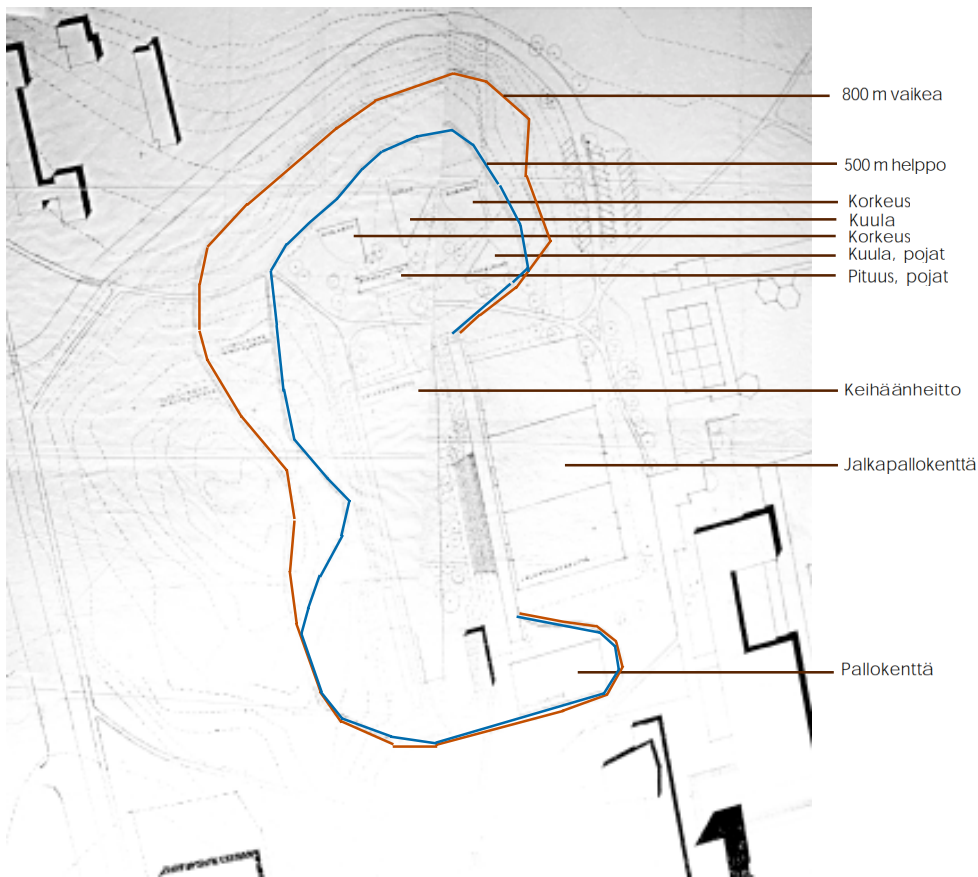 800 m vaikea
500 m helppo
Korkeus
Kuula
Korkeus
Kuula, pojat
Pituus, pojat
Keihäänheitto
Jalkapallokenttä
Pallokenttä